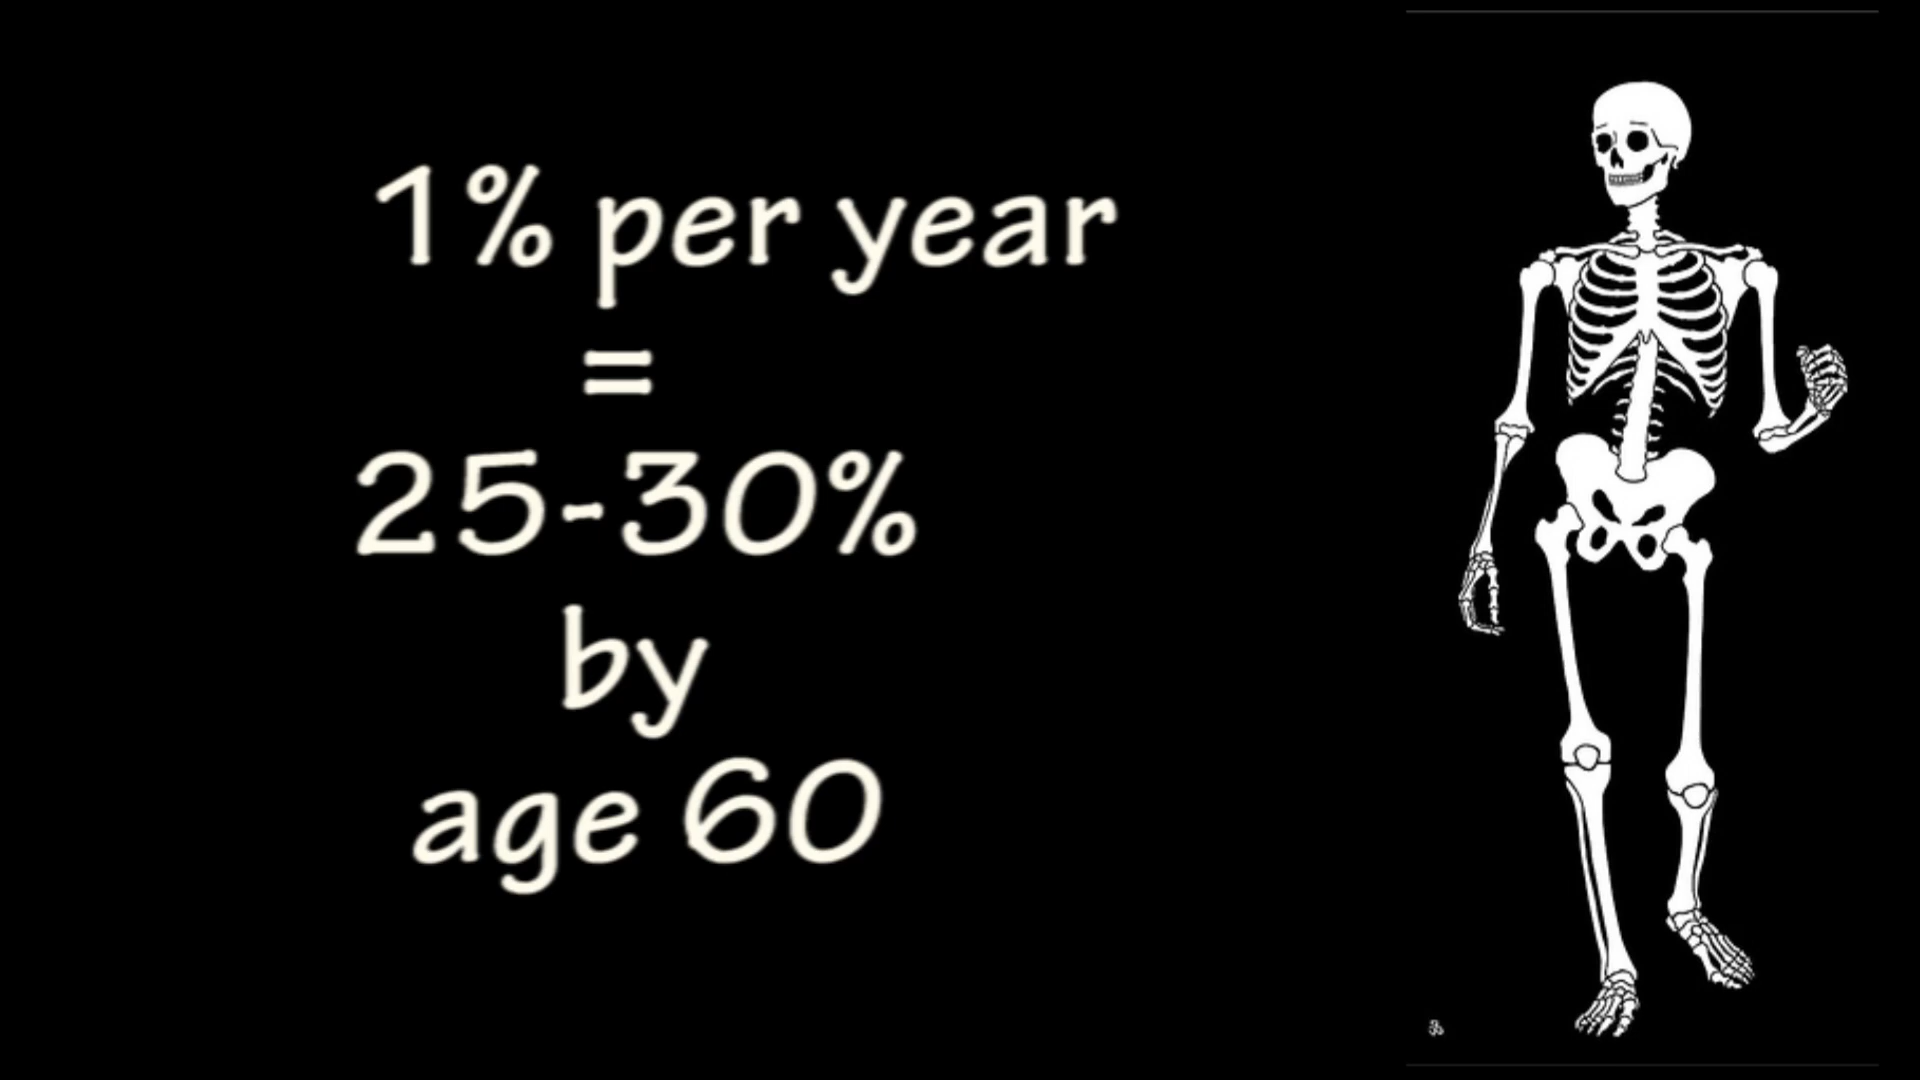 1% per year
=
25-30%
by
age 60